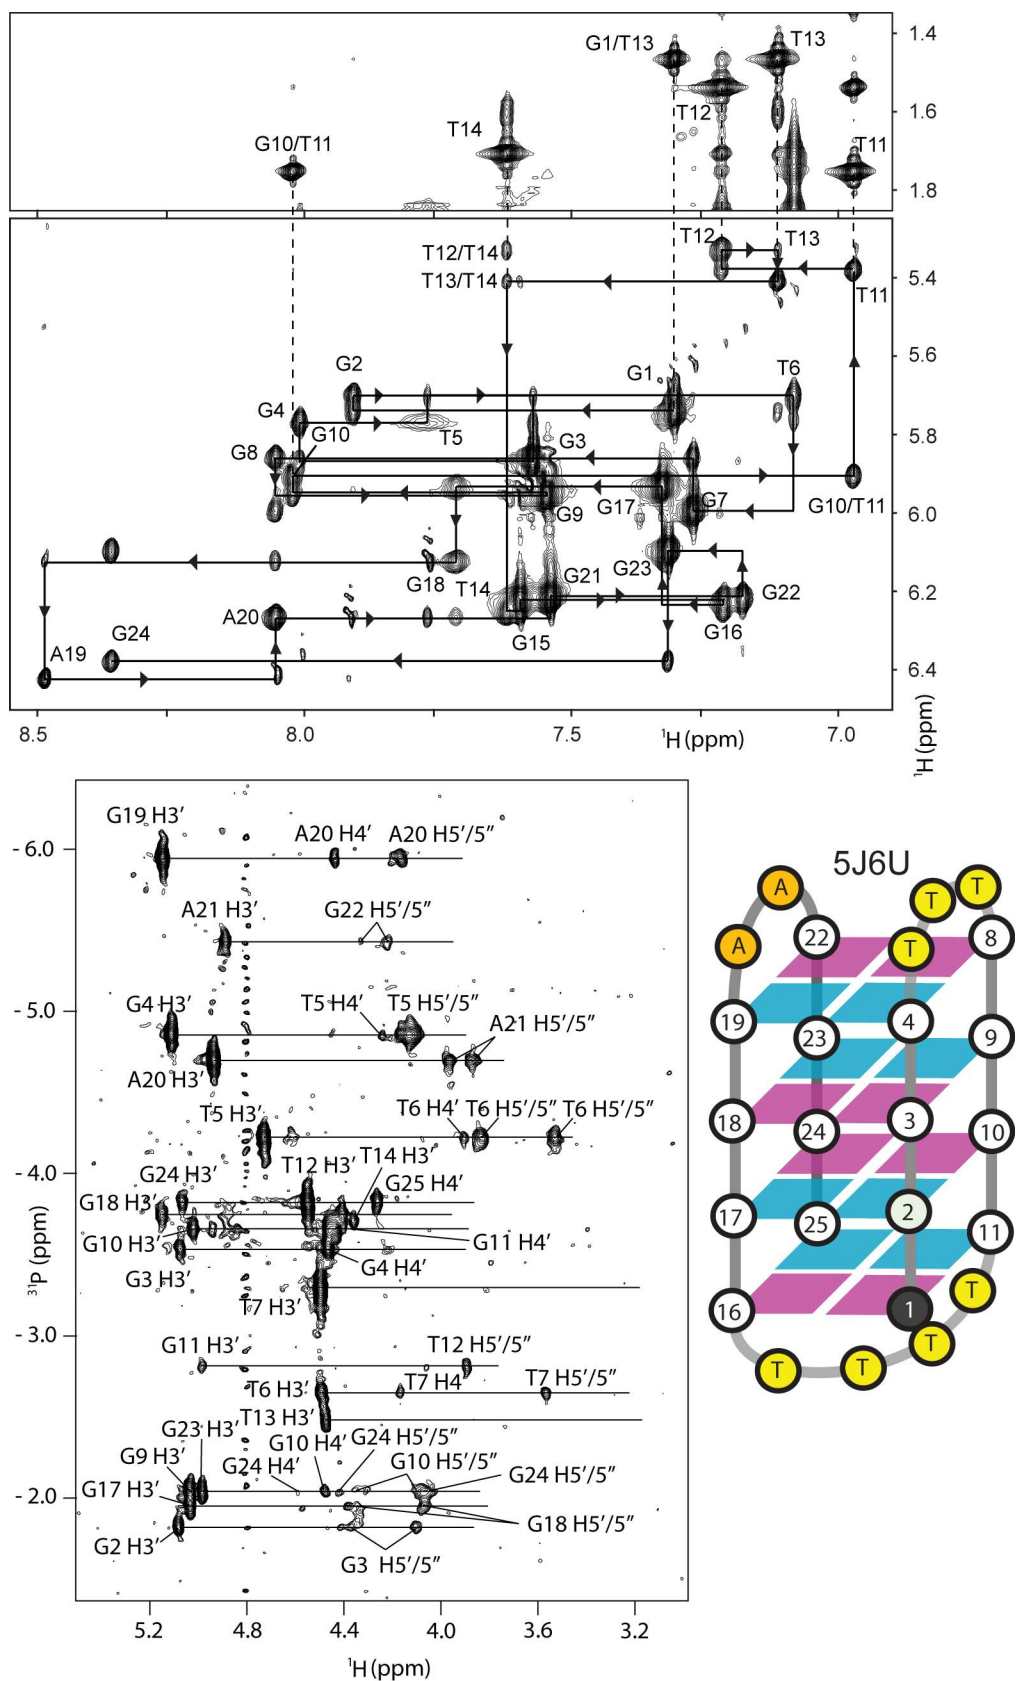 G1/T13
T13
1.4
T14
T12
1.6
G10/T11
T11
1.8
T12/T14
T12
T13
T13/T14
5.4
T11
G2
G1
T6
5.6
G4
T5
G10
G3
5.8
G8
G9
G17
G7
G10/T11
6.0
G18
T14
G21
G23
G22
6.2
A20
G24
G15
G16
A19
6.4
8.5
8.0
7.5
¹H (ppm)
7.0
¹H (ppm)
G19 H3′
- 6.0
A20 H4′
A20 H5′/5″
A21 H3′
G22 H5′/5″
G4 H3′
T5 H4′
T5 H5′/5″
- 5.0
A21 H5′/5″
A20 H3′
T5 H3′
T6 H4′
T6 H5′/5″
T6 H5′/5″
- 4.0
G24 H3′
T12 H3′
T14 H3′
G18 H3′
G25 H4′
G10 H3′
G11 H4′
G3 H3′
G4 H4′
T7 H3′
³¹P (ppm)
- 3.0
G11 H3′
T12 H5′/5″
T6 H3′
T7 H4′
T7 H5′/5″
T13 H3′
G23 H3′
G10 H4′
G24 H5′/5″
G9 H3′
G24 H4′
G10 H5′/5″
G24 H5′/5″
G17 H3′
- 2.0
G18 H5′/5″
G2 H3′
G3 H5′/5″
5.2
4.8
4.4
4.0
3.6
3.2
¹H (ppm)
5J6U
A
T
T
A
22
T
8
19
23
4
9
18
24
3
10
17
25
2
11
16
1
T
T
T
T